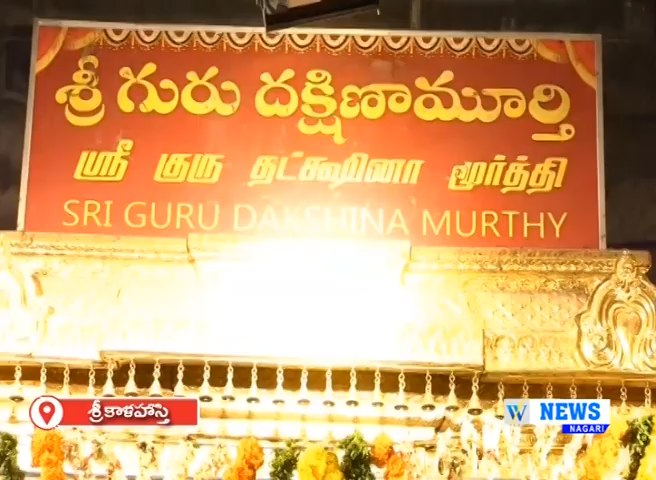 శ్రీ గురు దక్షిణామూర్తి
ஸ்ரீ குரு தட்க்ஷினா மூர்த்தி
SRI GURU DAKSHINA MURTHY
శ్రీకాళహస్తి
W NEWS
NAGARI